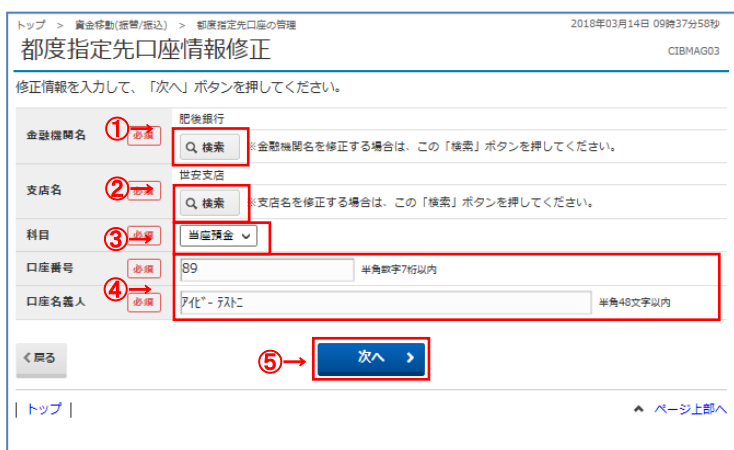 トップ > 資金移動(振替/振込) > 都度指定先口座の管理
2018年03月14日 09時37分58秒
都度指定先口座情報修正
CIBMAG03
修正情報を入力して、「次へ」ボタンを押してください。
肥後銀行
金融機関名 ①→ 必須
検索 ※金融機関名を修正する場合は、この「検索」ボタンを押してください。
世安支店
支店名 ②→ 必須
検索 ※支店名を修正する場合は、この「検索」ボタンを押してください。
科目 ③→ 必須 当座預金
口座番号 必須 89 半角数字7桁以内
④→
口座名義人 必須 ｱｲﾋﾞｰ ﾃｽﾄﾆ 半角48文字以内
戻る ⑤→ 次へ
| トップ | ページ上部へ